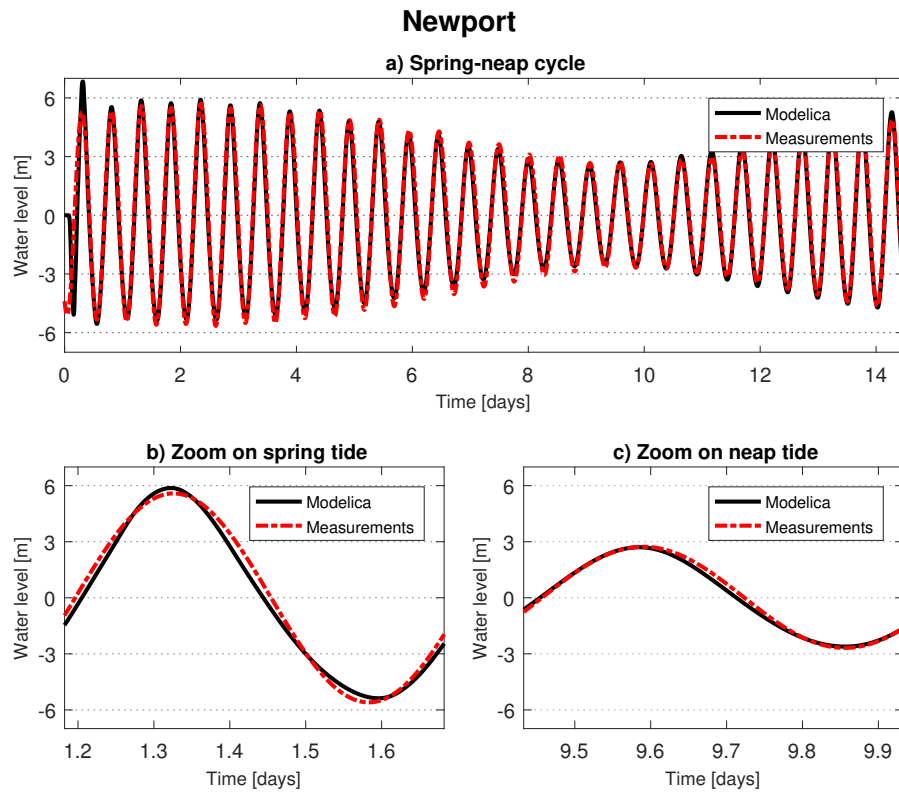 Newport
a) Spring-neap cycle
Water level [m]
6
3
0
-3
-6
Modelica
Measurements
0 2 4 6 8 10 12 14
Time [days]
b) Zoom on spring tide
Water level [m]
6
3
0
-3
-6
Modelica
Measurements
1.2 1.3 1.4 1.5 1.6
Time [days]
c) Zoom on neap tide
Water level [m]
6
3
0
-3
-6
Modelica
Measurements
9.5 9.6 9.7 9.8 9.9
Time [days]